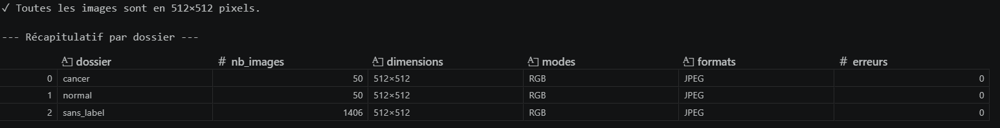 ✓ Toutes les images sont en 512×512 pixels.
--- Récapitulatif par dossier ---
dossier # nb_images dimensions modes formats # erreurs
0 cancer 50 512×512 RGB JPEG 0
1 normal 50 512×512 RGB JPEG 0
2 sans_label 1406 512×512 RGB JPEG 0